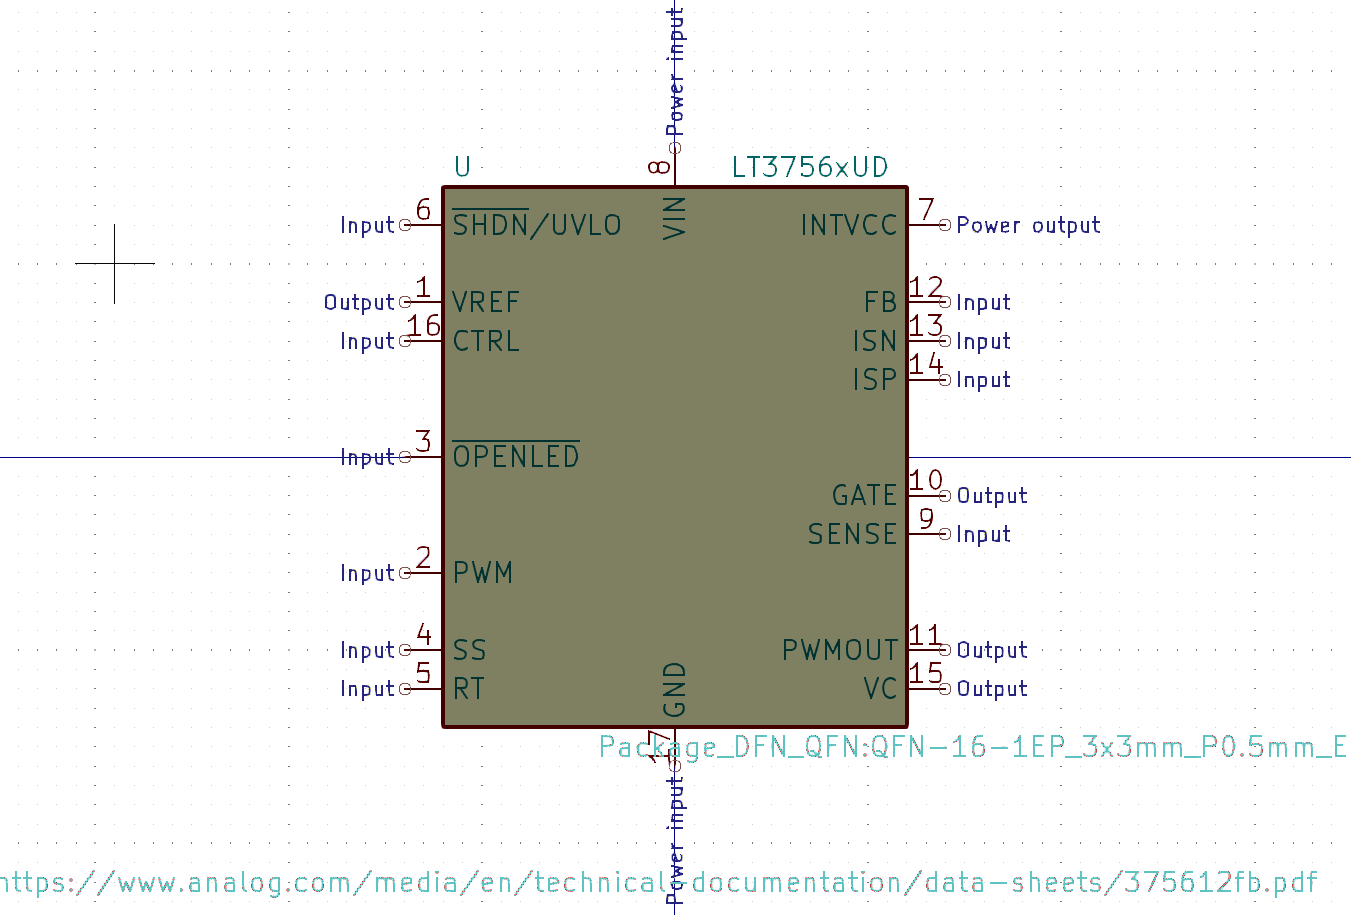 Power input
8
U
LT3756xUD
Input 6 SHDN/UVLO
VIN
INTVCC 7 Power output
Output 1 VREF
FB 12 Input
Input 16 CTRL
ISN 13 Input
ISP 14 Input
Input 3 OPENLED
GATE 10 Output
SENSE 9 Input
Input 2 PWM
Input 4 SS
PWMOUT 11 Output
Input 5 RT
GND
VC 15 Output
17
Package_DFN_QFN:QFN-16-1EP_3x3mm_P0.5mm_E
Power input
https://www.analog.com/media/en/technical-documentation/data-sheets/375612fb.pdf